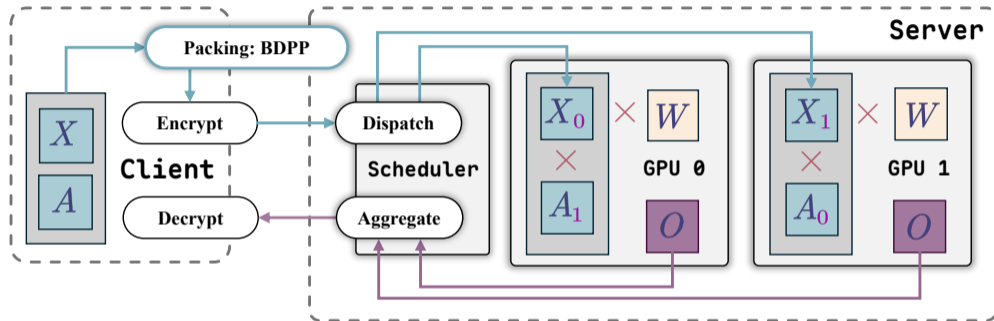 Server
Packing: BDPP
X
A
Client
Encrypt
Decrypt
Dispatch
Scheduler
Aggregate
X0 × W
×
A1
GPU 0
O
X1 × W
×
A0
GPU 1
O